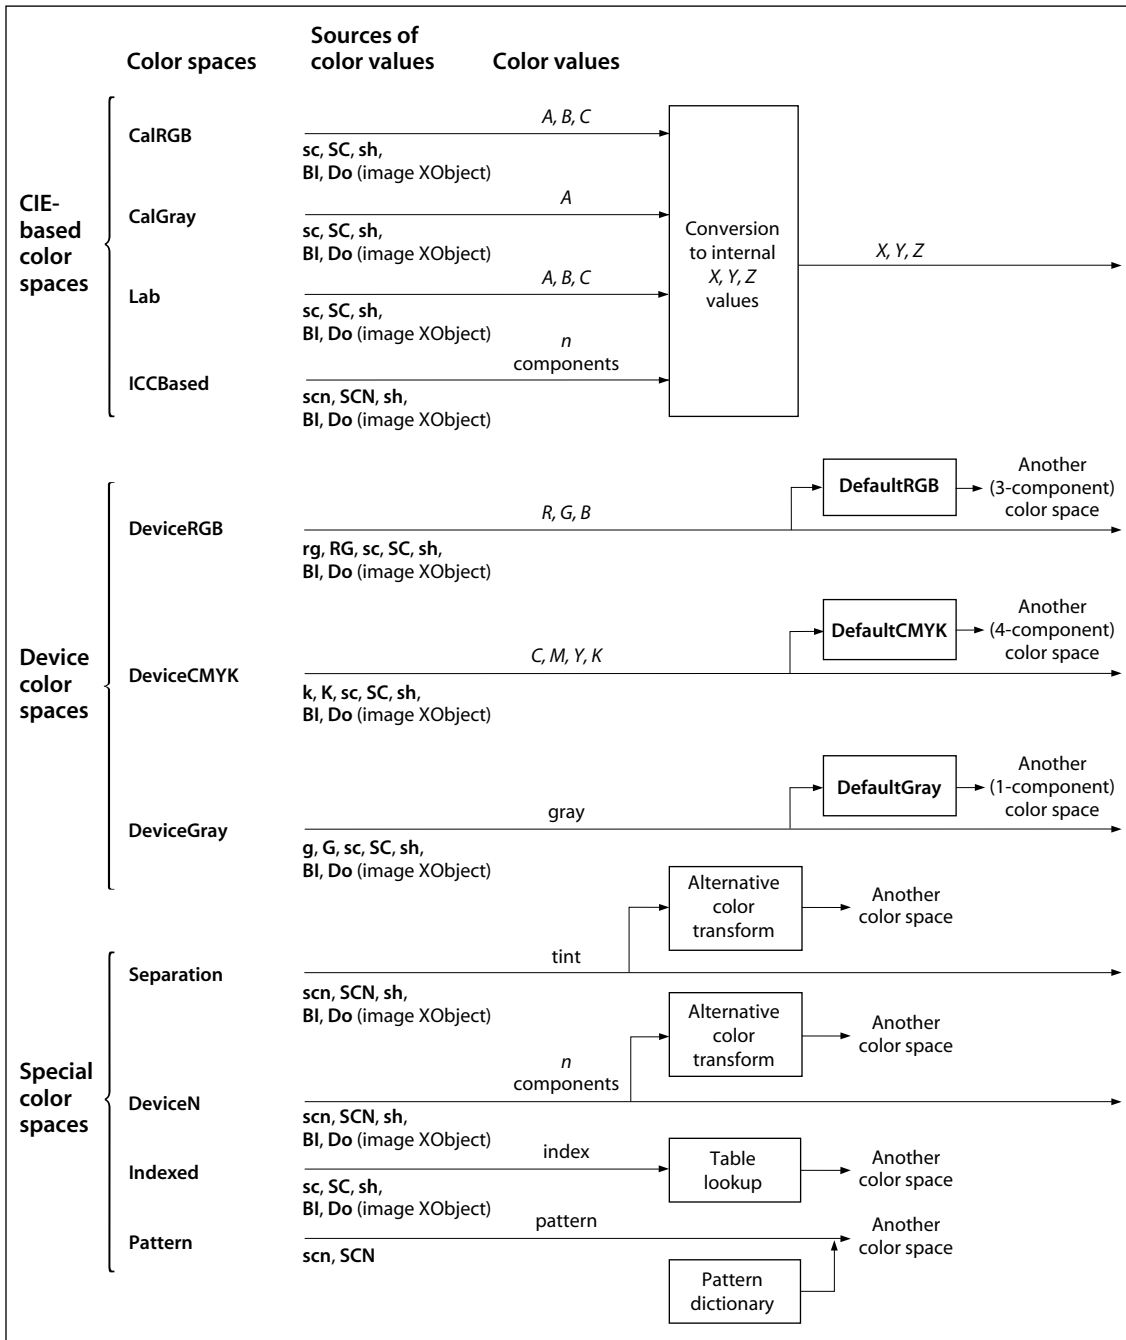 Color spaces
Sources of
color values
Color values
CIE-
based
color
spaces
CalRGB
A, B, C
sc, SC, sh,
BI, Do (image XObject)
CalGray
A
sc, SC, sh,
BI, Do (image XObject)
Lab
A, B, C
sc, SC, sh,
BI, Do (image XObject)
ICCBased
n
components
scn, SCN, sh,
BI, Do (image XObject)
Conversion
to internal
X, Y, Z
values
X, Y, Z
Device
color
spaces
DeviceRGB
R, G, B
rg, RG, sc, SC, sh,
BI, Do (image XObject)
DefaultRGB
Another
(3-component)
color space
DeviceCMYK
C, M, Y, K
k, K, sc, SC, sh,
BI, Do (image XObject)
DefaultCMYK
Another
(4-component)
color space
DeviceGray
gray
g, G, sc, SC, sh,
BI, Do (image XObject)
DefaultGray
Another
(1-component)
color space
Special
color
spaces
Separation
tint
scn, SCN, sh,
BI, Do (image XObject)
Alternative
color
transform
Another
color space
DeviceN
n
components
scn, SCN, sh,
BI, Do (image XObject)
Alternative
color
transform
Another
color space
Indexed
index
sc, SC, sh,
BI, Do (image XObject)
Table
lookup
Another
color space
Pattern
pattern
scn, SCN
Another
color space
Pattern
dictionary